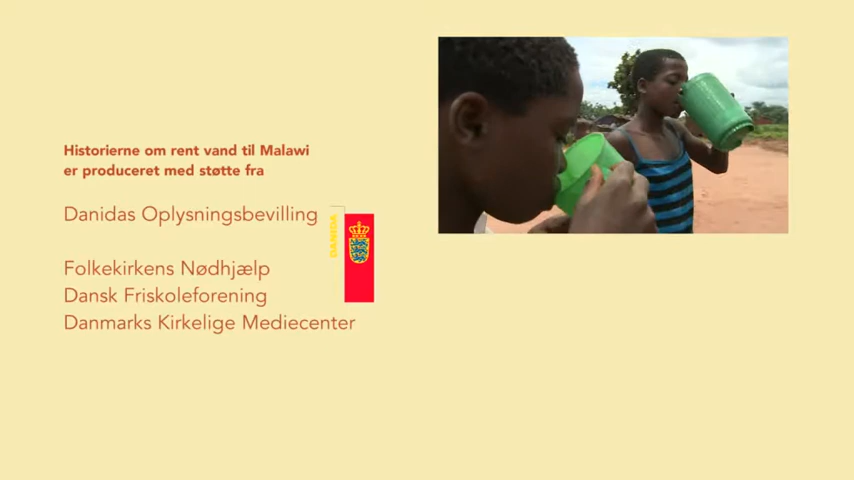 Historierne om rent vand til Malawi
er produceret med støtte fra
Danidas Oplysningsbevilling
DANIDA
Folkekirkens Nødhjælp
Dansk Friskoleforening
Danmarks Kirkelige Mediecenter